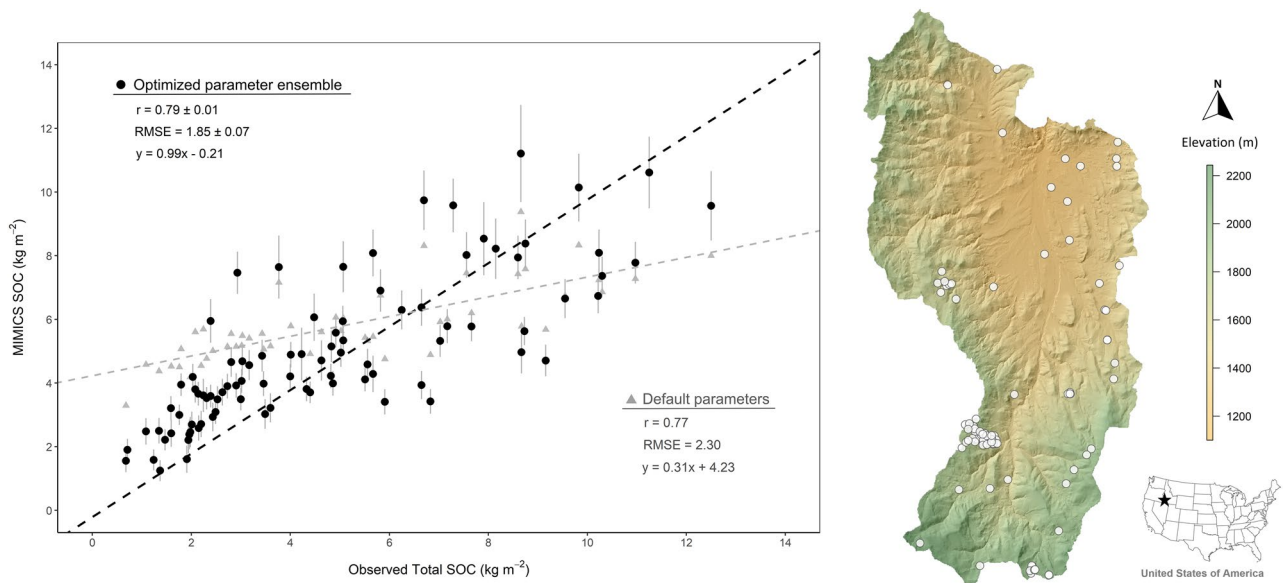 Optimized parameter ensemble
r = 0.79 ± 0.01
RMSE = 1.85 ± 0.07
y = 0.99x - 0.21
Default parameters
r = 0.77
RMSE = 2.30
y = 0.31x + 4.23
MIMICS SOC (kg m⁻²)
14
12
10
8
6
4
2
0
0 2 4 6 8 10 12 14
Observed Total SOC (kg m⁻²)
N
Elevation (m)
2200
2000
1800
1600
1400
1200
United States of America